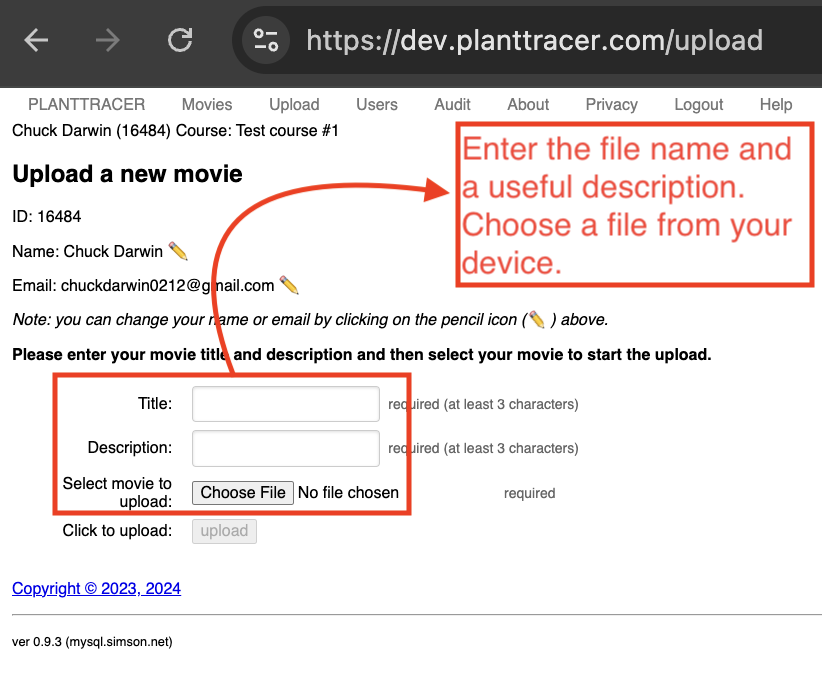 https://dev.planttracer.com/upload
PLANTTRACER Movies Upload Users Audit About Privacy Logout Help
Chuck Darwin (16484) Course: Test course #1
Enter the file name and
a useful description.
Choose a file from your
device.
Upload a new movie
ID: 16484
Name: Chuck Darwin ✏️
Email: chuckdarwin0212@gmail.com ✏️
Note: you can change your name or email by clicking on the pencil icon (✏️ ) above.
Please enter your movie title and description and then select your movie to start the upload.
Title: required (at least 3 characters)
Description: required (at least 3 characters)
Select movie to
upload: Choose File No file chosen required
Click to upload: upload
Copyright © 2023, 2024
ver 0.9.3 (mysql.simson.net)